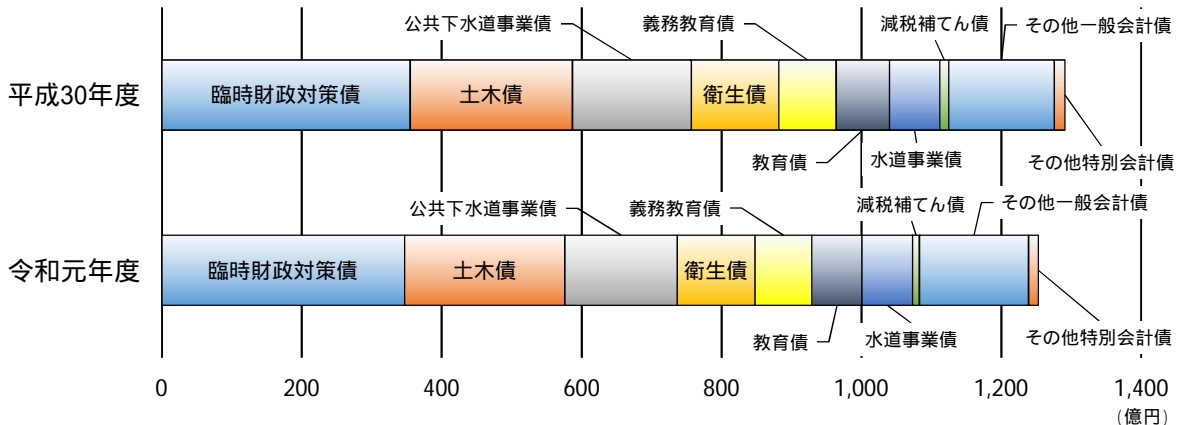 公共下水道事業債
義務教育債
減税補てん債
その他一般会計債
平成30年度
臨時財政対策債
土木債
衛生債
教育債
水道事業債
その他特別会計債
公共下水道事業債
義務教育債
減税補てん債
その他一般会計債
令和元年度
臨時財政対策債
土木債
衛生債
教育債
水道事業債
その他特別会計債
0 200 400 600 800 1,000 1,200 1,400
(億円)